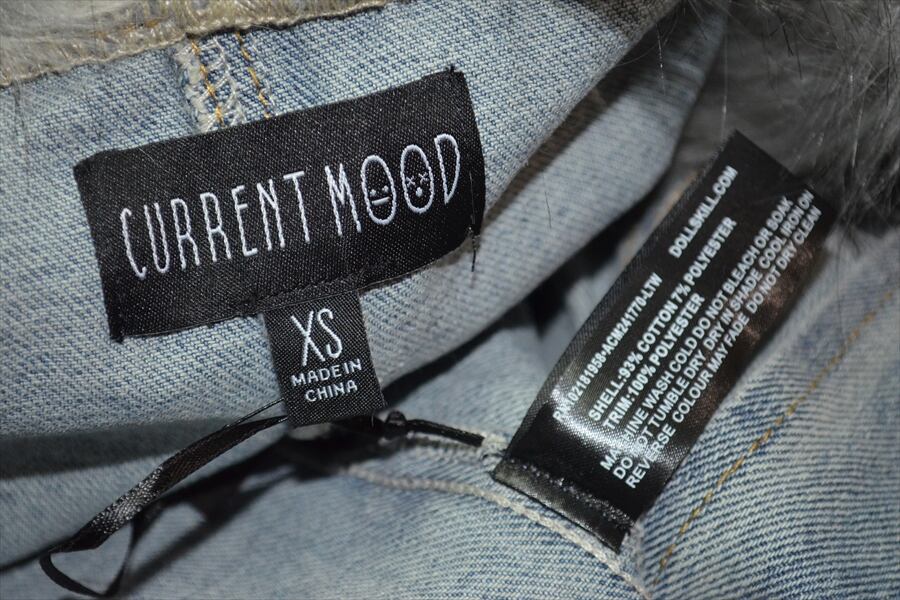 CURRENT MOOD
XS
MADE IN
CHINA
DOLLSKILL.COM
SHELL:93% COTTON 7% POLYESTER
TRIM:100% POLYESTER
MACHINE WASH COLD DO NOT BLEACH OR SOAK
DO NOT TUMBLE DRY. DRY IN SHADE. COOL IRON ON
REVERSE COLOUR MAY FADE. DO NOT DRY CLEAN